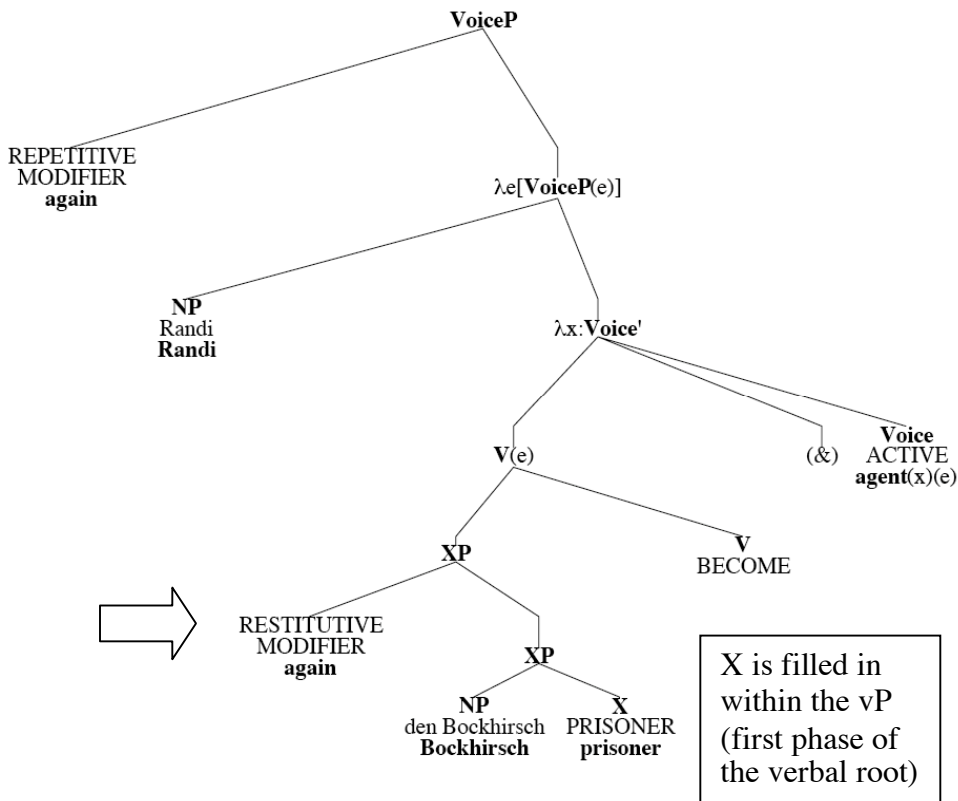 VoiceP
REPETITIVE
MODIFIER
again
λe[VoiceP(e)]
NP
Randi
Randi
λx:Voice'
V(e)
(&)
Voice
ACTIVE
agent(x)(e)
XP
V
BECOME
RESTITUTIVE
MODIFIER
again
XP
NP
den Bockhirsch
Bockhirsch
X
PRISONER
prisoner
X is filled in
within the vP
(first phase of
the verbal root)